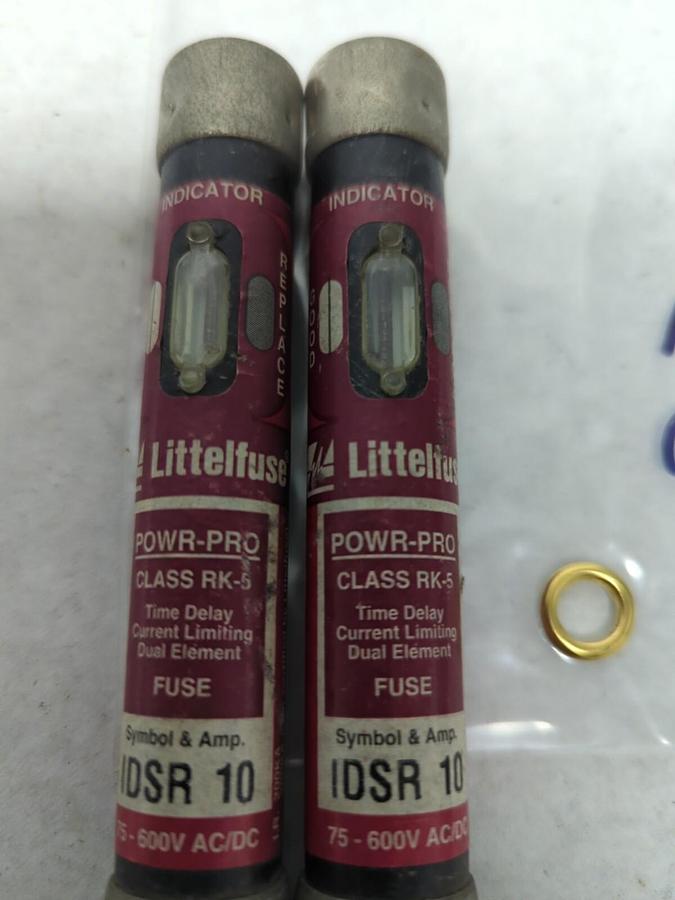 INDICATOR
REPLACE
Littelfuse
POWR-PRO
CLASS RK-5
Time Delay
Current Limiting
Dual Element
FUSE
Symbol & Amp.
IDSR 10
75 - 600V AC/DC
INDICATOR
GOOD
Littelfus
POWR-PRO
CLASS RK-5
Time Delay
Current Limiting
Dual Element
FUSE
Symbol & Amp.
IDSR 10
75 - 600V AC/DC